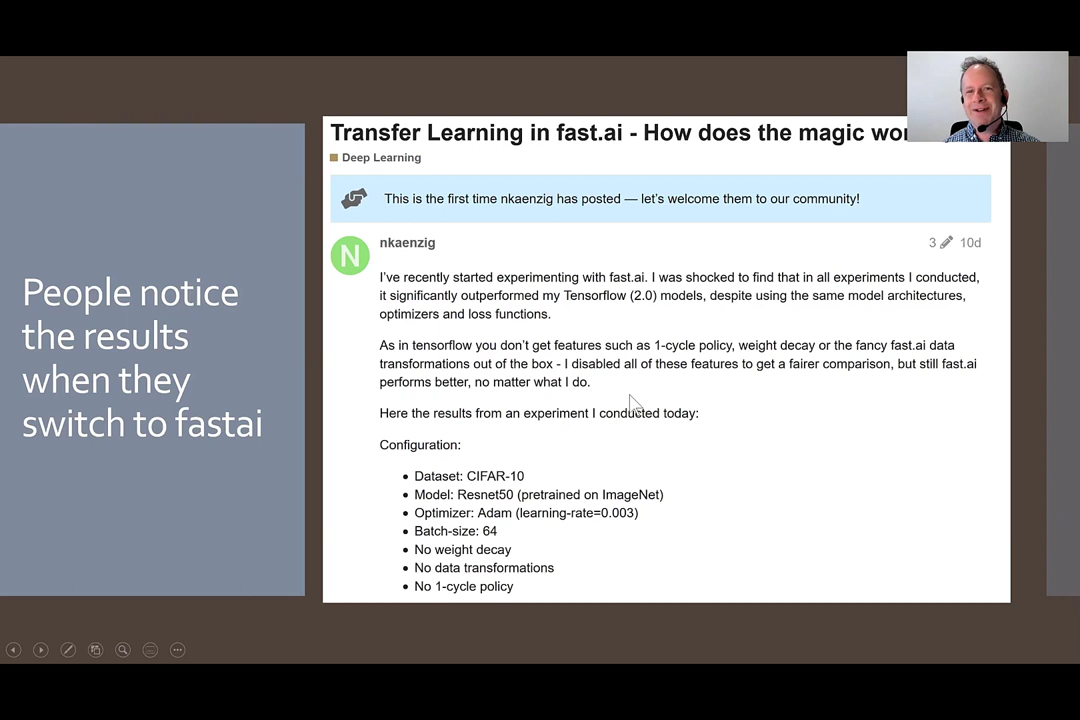 People notice
the results
when they
switch to fastai
Transfer Learning in fast.ai - How does the magic
Deep Learning
This is the first time nkaenzig has posted — let's welcome them to our community!
N
nkaenzig
3
10d
I've recently started experimenting with fast.ai. I was shocked to find that in all experiments I conducted,
it significantly outperformed my Tensorflow (2.0) models, despite using the same model architectures,
optimizers and loss functions.
As in tensorflow you don't get features such as 1-cycle policy, weight decay or the fancy fast.ai data
transformations out of the box - I disabled all of these features to get a fairer comparison, but still fast.ai
performs better, no matter what I do.
Here the results from an experiment I conducted today:
Configuration:
• Dataset: CIFAR-10
• Model: Resnet50 (pretrained on ImageNet)
• Optimizer: Adam (learning-rate=0.003)
• Batch-size: 64
• No weight decay
• No data transformations
• No 1-cycle policy